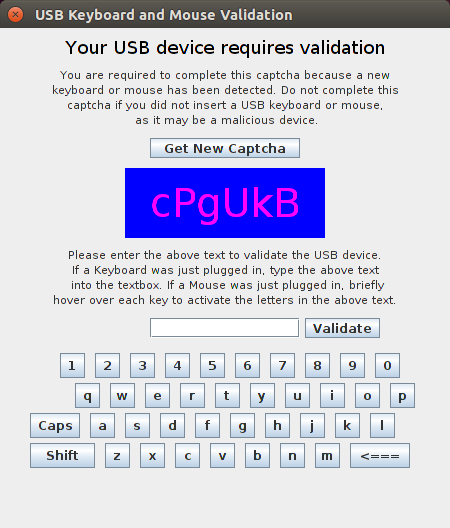 USB Keyboard and Mouse Validation
Your USB device requires validation
You are required to complete this captcha because a new
keyboard or mouse has been detected. Do not complete this
captcha if you did not insert a USB keyboard or mouse,
as it may be a malicious device.
Get New Captcha
cPgUkB
Please enter the above text to validate the USB device.
If a Keyboard was just plugged in, type the above text
into the textbox. If a Mouse was just plugged in, briefly
hover over each key to activate the letters in the above text.
Validate
1 2 3 4 5 6 7 8 9 0
q w e r t y u i o p
Caps a s d f g h j k l
Shift z x c v b n m <===